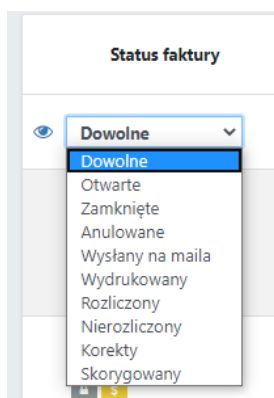 Status faktury
Dowolne
Dowolne
Otwarte
Zamknięte
Anulowane
Wysłany na maila
Wydrukowany
Rozliczony
Nierozliczony
Korekty
Skorygowany
$